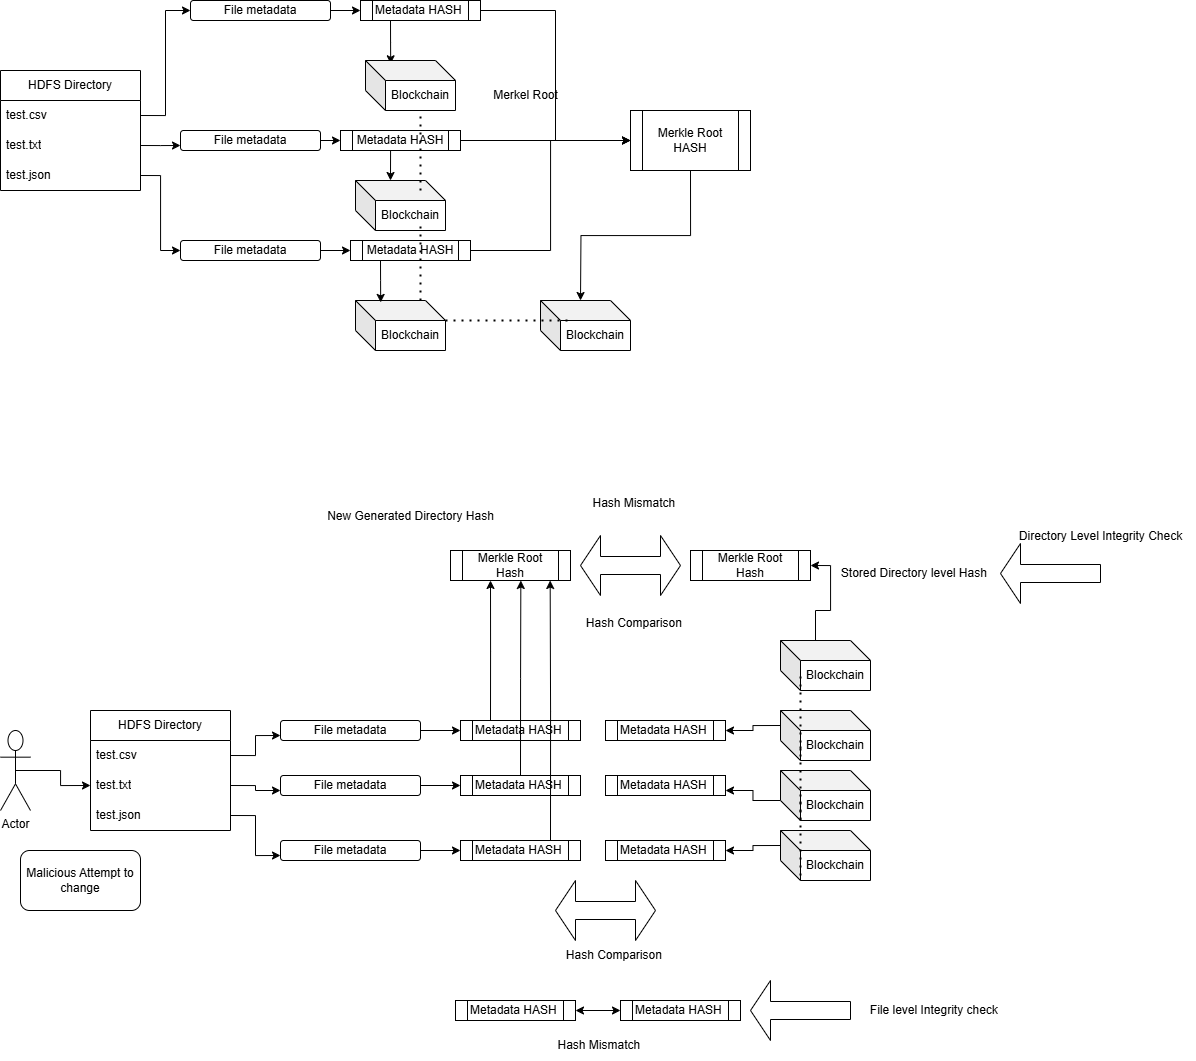 File metadata
Metadata HASH
HDFS Directory
test.csv
test.txt
test.json
Blockchain
Merkel Root
File metadata
Metadata HASH
Merkle Root
HASH
Blockchain
File metadata
Metadata HASH
Blockchain
Blockchain
Hash Mismatch
New Generated Directory Hash
Directory Level Integrity Check
Merkle Root
Hash
Merkle Root
Hash
Stored Directory level Hash
Hash Comparison
Blockchain
HDFS Directory
test.csv
test.txt
test.json
File metadata
Metadata HASH
Metadata HASH
Blockchain
File metadata
Metadata HASH
Metadata HASH
Blockchain
Actor
File metadata
Metadata HASH
Metadata HASH
Blockchain
Malicious Attempt to
change
Hash Comparison
Metadata HASH
Metadata HASH
File level Integrity check
Hash Mismatch